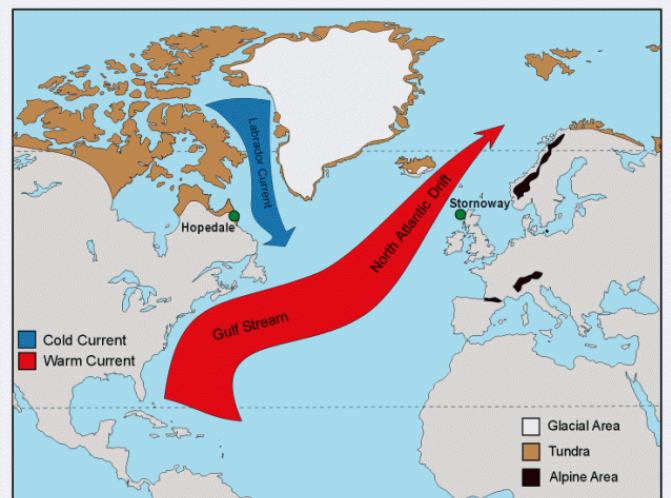 Labrador Current
Hopedale
Stornoway
North Atlantic Drift
Gulf Stream
Cold Current
Warm Current
Glacial Area
Tundra
Alpine Area